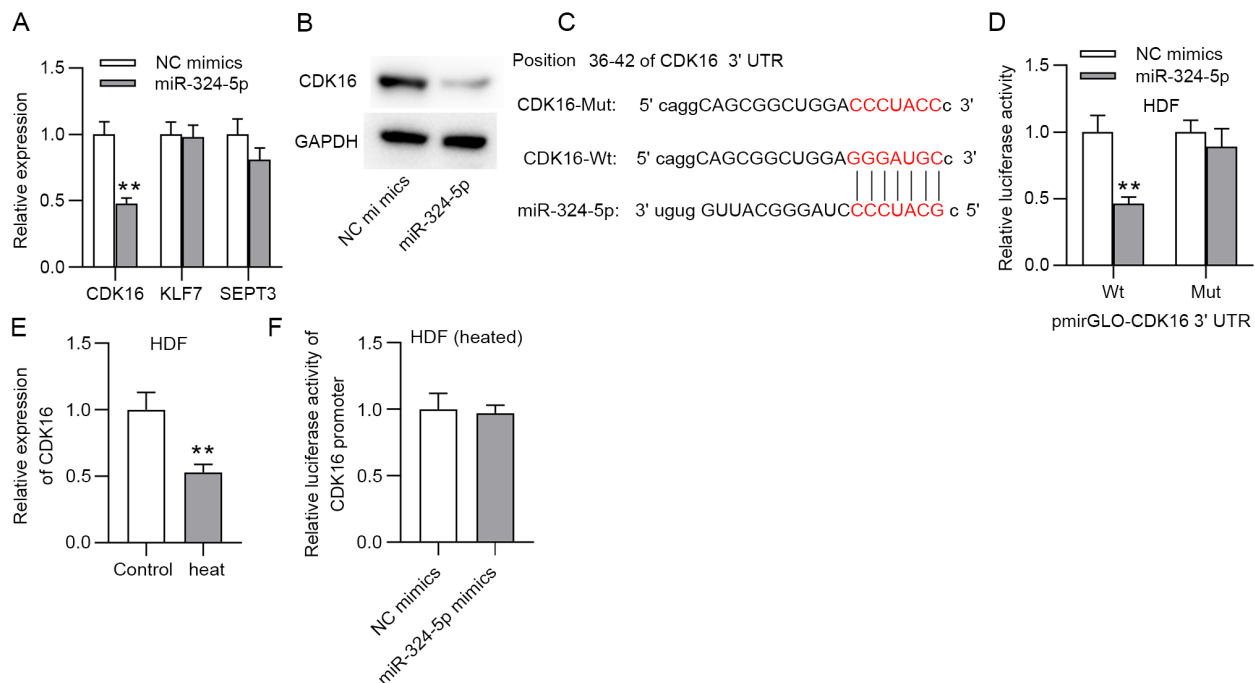 A
NC mimics
miR-324-5p
Relative expression
1.5
1.0
0.5
0.0
**
CDK16 KLF7 SEPT3
B
CDK16
GAPDH
NC mi mics
miR-324-5p
C
Position 36-42 of CDK16 3' UTR
CDK16-Mut: 5' caggCAGCGGCUGGACCCUACCc 3'
CDK16-Wt: 5' caggCAGCGGCUGGAGGGAUGCc 3'
miR-324-5p: 3' ugug GUUACGGGAUCCCCUACG c 5'
D
NC mimics
miR-324-5p
HDF
Relative luciferase activity
1.5
1.0
0.5
0.0
**
Wt Mut
pmirGLO-CDK16 3' UTR
E
HDF
Relative expression
of CDK16
1.5
1.0
0.5
0.0
**
Control heat
F
HDF (heated)
Relative luciferase activity of
CDK16 promoter
1.5
1.0
0.5
0.0
NC mimics
miR-324-5p mimics